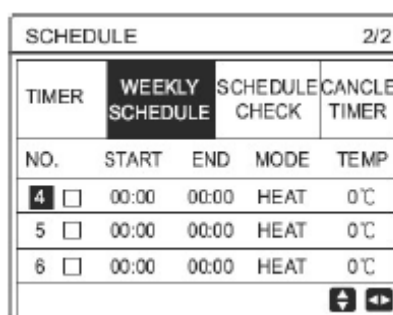 SCHEDULE 2/2
TIMER WEEKLY SCHEDULE SCHEDULE CHECK CANCLE TIMER
NO. START END MODE TEMP
4 00:00 00:00 HEAT 0℃
5 00:00 00:00 HEAT 0℃
6 00:00 00:00 HEAT 0℃